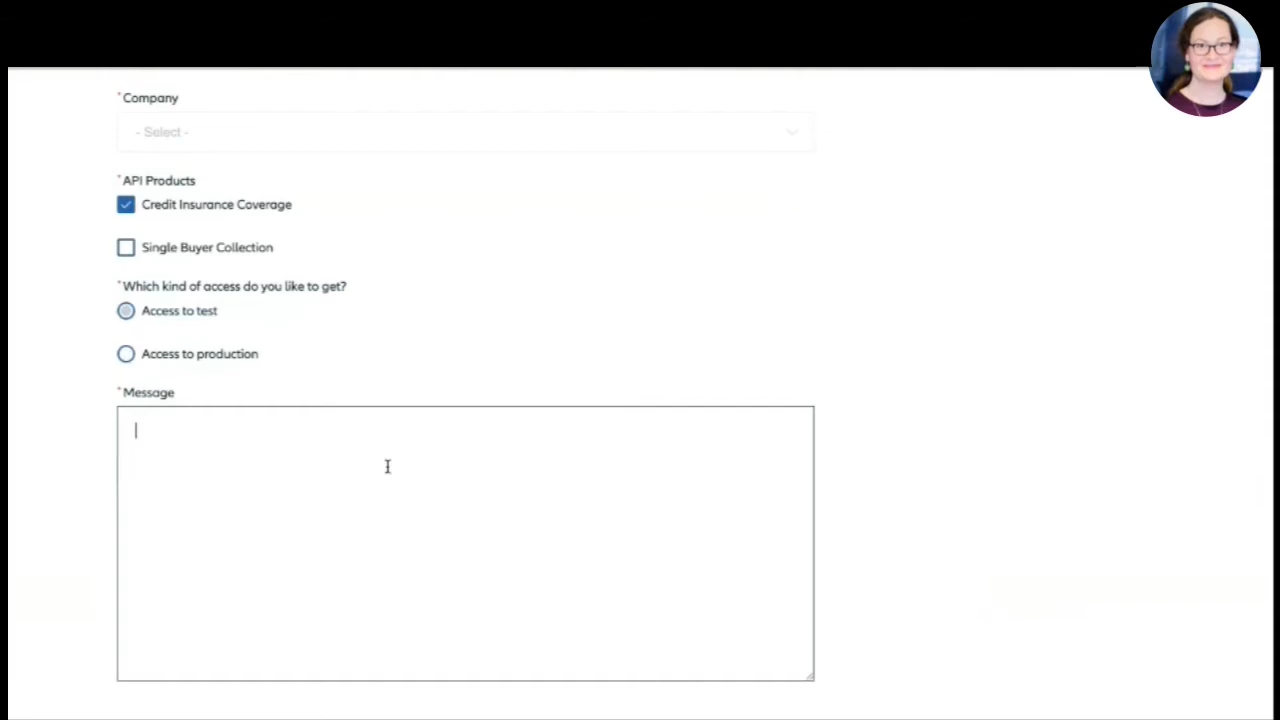 *Company
- Select -
*API Products
Credit Insurance Coverage
Single Buyer Collection
*Which kind of access do you like to get?
Access to test
Access to production
*Message